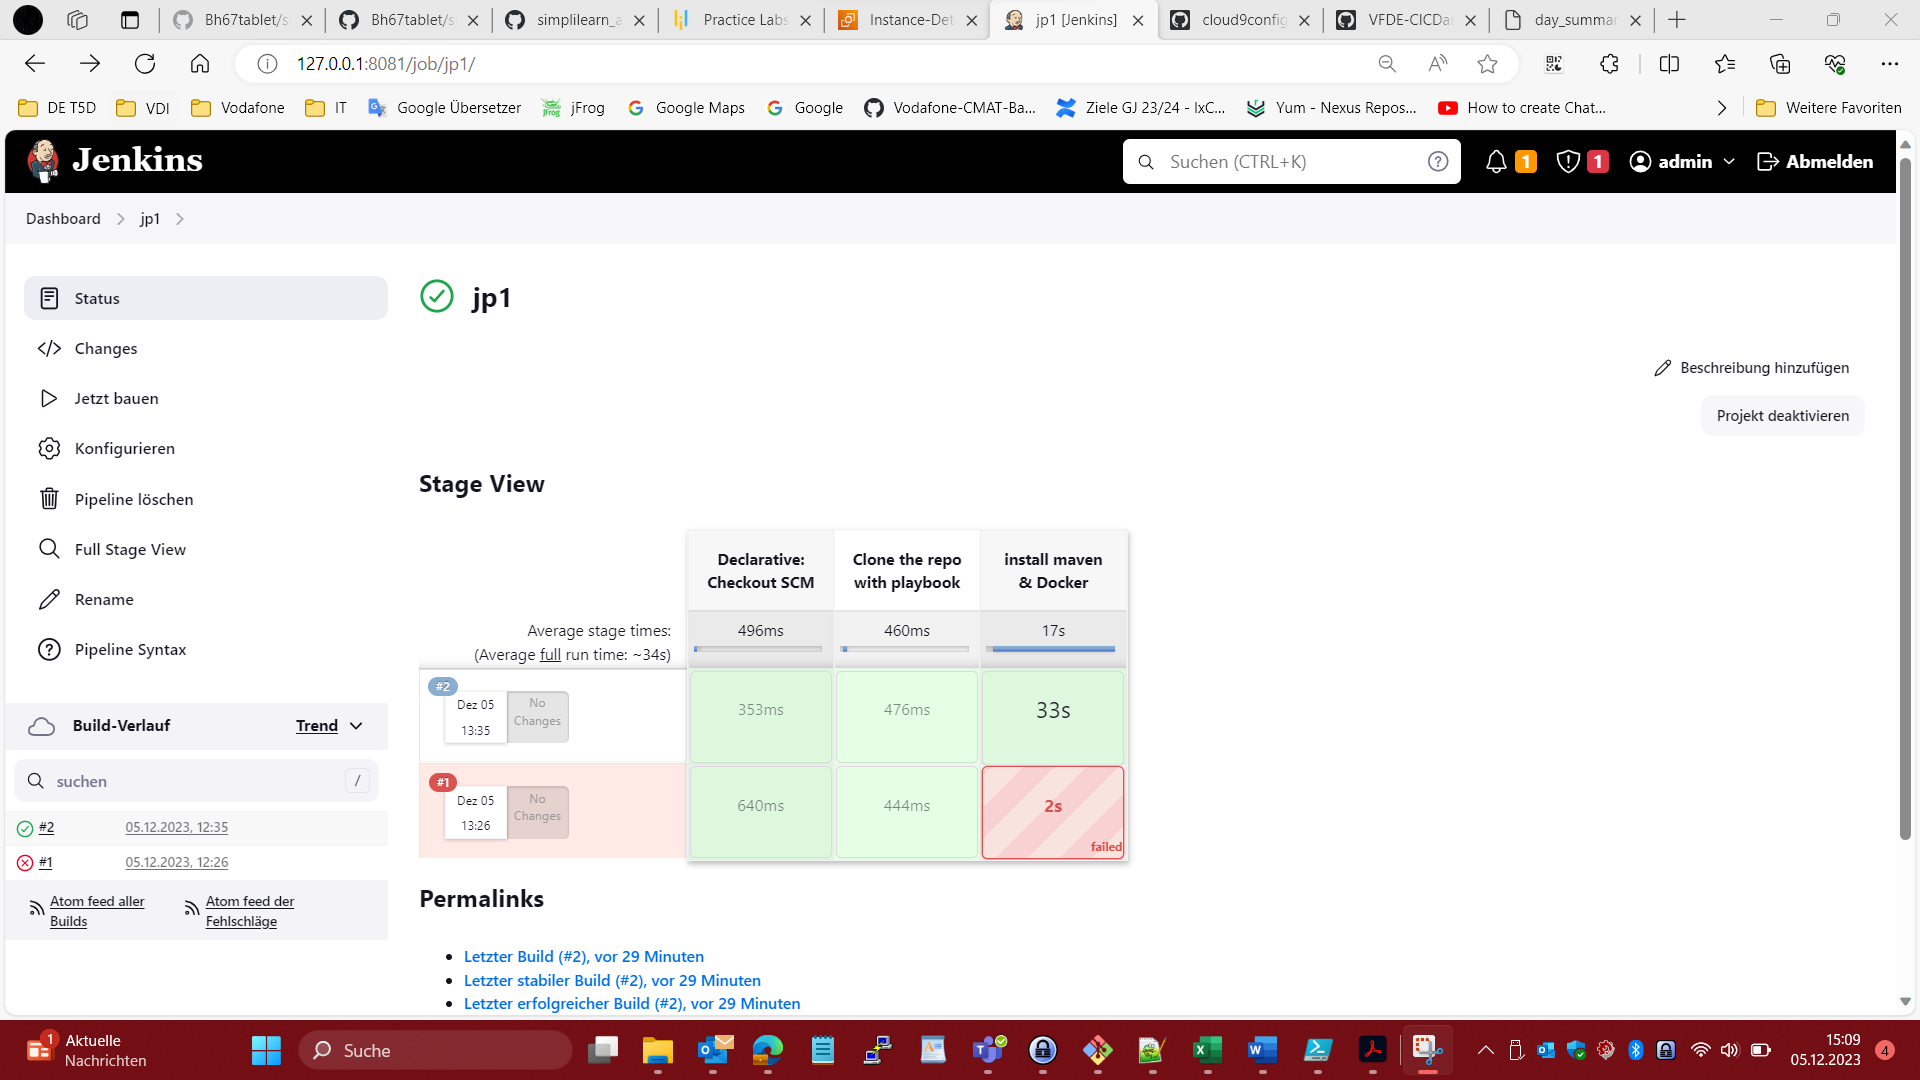 Bh67tablet/s
Bh67tablet/s
simplilearn_a
Practice Labs
Instance-Det
jp1 [Jenkins]
cloud9config
VFDE-CICDar
day_summar
127.0.0.1:8081/job/jp1/
DE T5D
VDI
Vodafone
IT
Google Übersetzer
jFrog
Google Maps
Google
Vodafone-CMAT-Ba...
Ziele GJ 23/24 - IxC...
Yum - Nexus Repos...
How to create Chat...
Weitere Favoriten
Jenkins
Suchen (CTRL+K)
1
1
admin
Abmelden
Dashboard
jp1
Status
Changes
Jetzt bauen
Konfigurieren
Pipeline löschen
Full Stage View
Rename
Pipeline Syntax
Build-Verlauf
Trend
suchen
/
#2 05.12.2023, 12:35
#1 05.12.2023, 12:26
Atom feed aller
Builds
Atom feed der
Fehlschläge
jp1
Beschreibung hinzufügen
Projekt deaktivieren
Stage View
Declarative:
Checkout SCM
Clone the repo
with playbook
install maven
& Docker
Average stage times:
(Average full run time: ~34s)
496ms
460ms
17s
#2
Dez 05
13:35
No
Changes
353ms
476ms
33s
#1
Dez 05
13:26
No
Changes
640ms
444ms
2s
failed
Permalinks
Letzter Build (#2), vor 29 Minuten
Letzter stabiler Build (#2), vor 29 Minuten
Letzter erfolgreicher Build (#2), vor 29 Minuten
1
Aktuelle
Nachrichten
Suche
15:09
05.12.2023
4